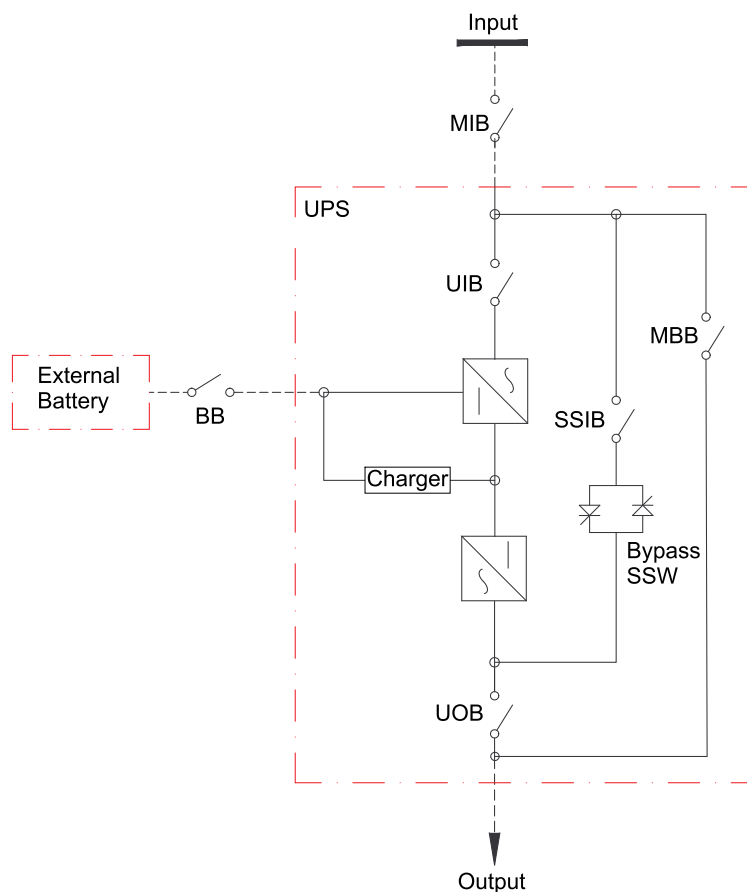 Input
MIB
UPS
UIB
MBB
External
Battery
BB
SSIB
Charger
Bypass
SSW
UOB
Output